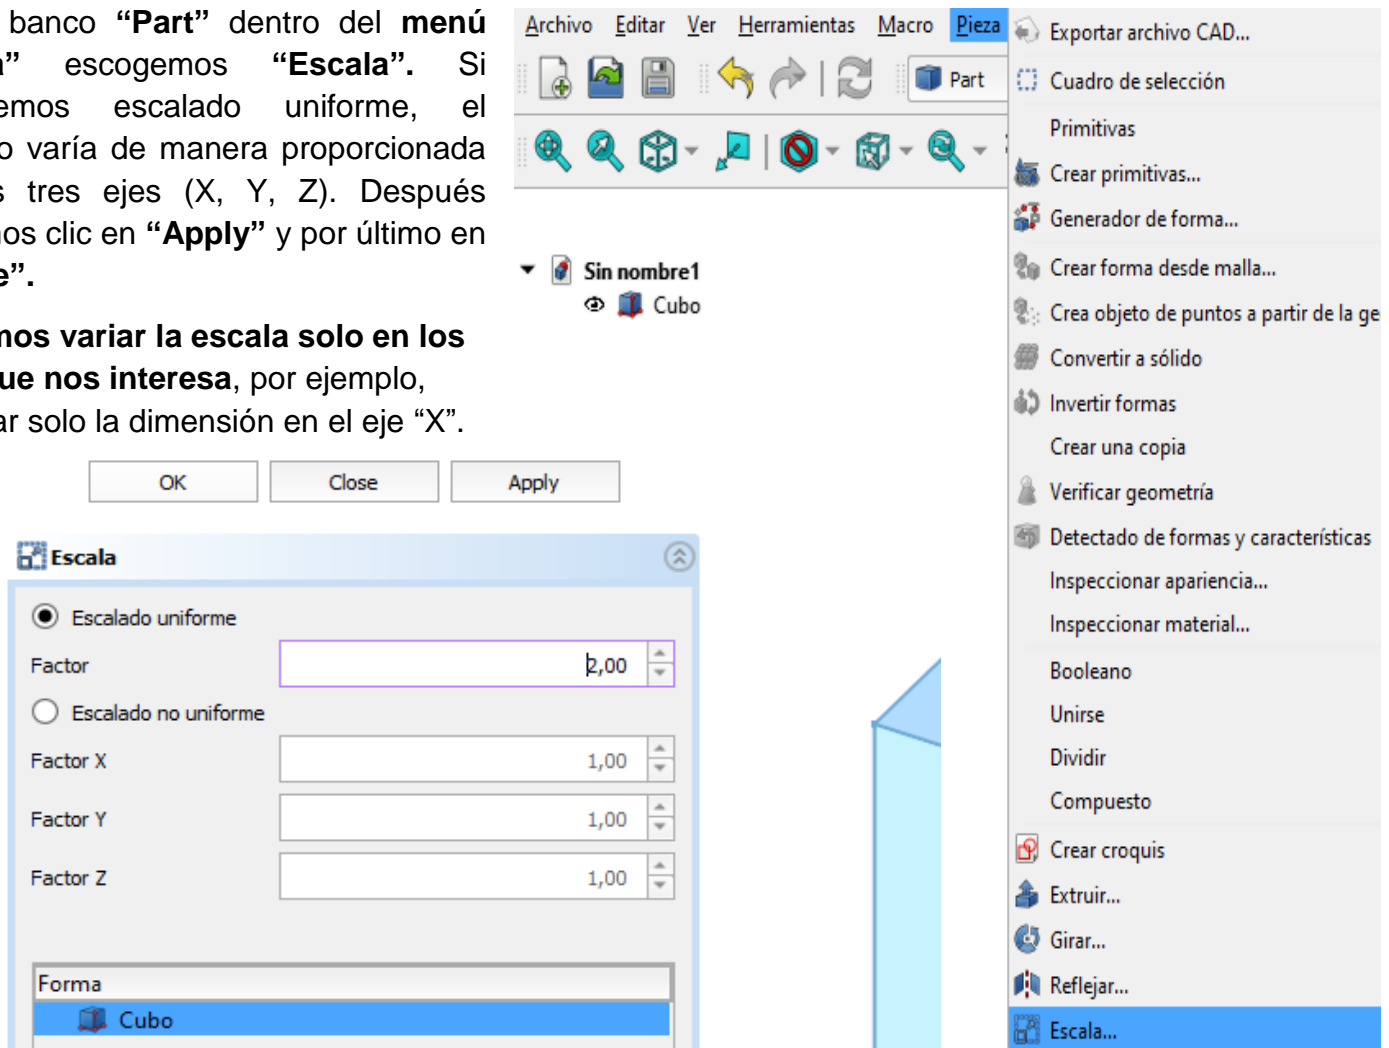 banco “Part” dentro del menú
a” escogemos “Escala”. Si
emos escalado uniforme, el
o varía de manera proporcionada
s tres ejes (X, Y, Z). Después
nos clic en “Apply” y por último en
e”.
mos variar la escala solo en los
ue nos interesa, por ejemplo,
ar solo la dimensión en el eje “X”.
OK Close Apply
Escala
Escalado uniforme
Factor 2,00
Escalado no uniforme
Factor X 1,00
Factor Y 1,00
Factor Z 1,00
Forma
Cubo
Archivo Editar Ver Herramientas Macro Pieza
Part
Sin nombre1
Cubo
Exportar archivo CAD...
Cuadro de selección
Primitivas
Crear primitivas...
Generador de forma...
Crear forma desde malla...
Crea objeto de puntos a partir de la ge
Convertir a sólido
Invertir formas
Crear una copia
Verificar geometría
Detectado de formas y características
Inspeccionar apariencia...
Inspeccionar material...
Booleano
Unirse
Dividir
Compuesto
Crear croquis
Extruir...
Girar...
Reflejar...
Escala...